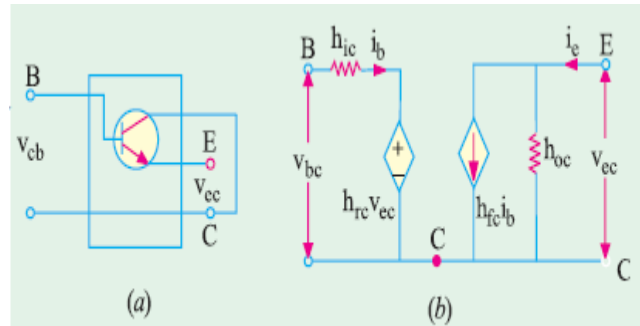 B
v_cb
E
v_ec
C
(a)
B
h_ic
i_b
v_bc
+
−
h_rc v_ec
C
h_fc i_b
i_e
E
h_oc
v_ec
C
(b)